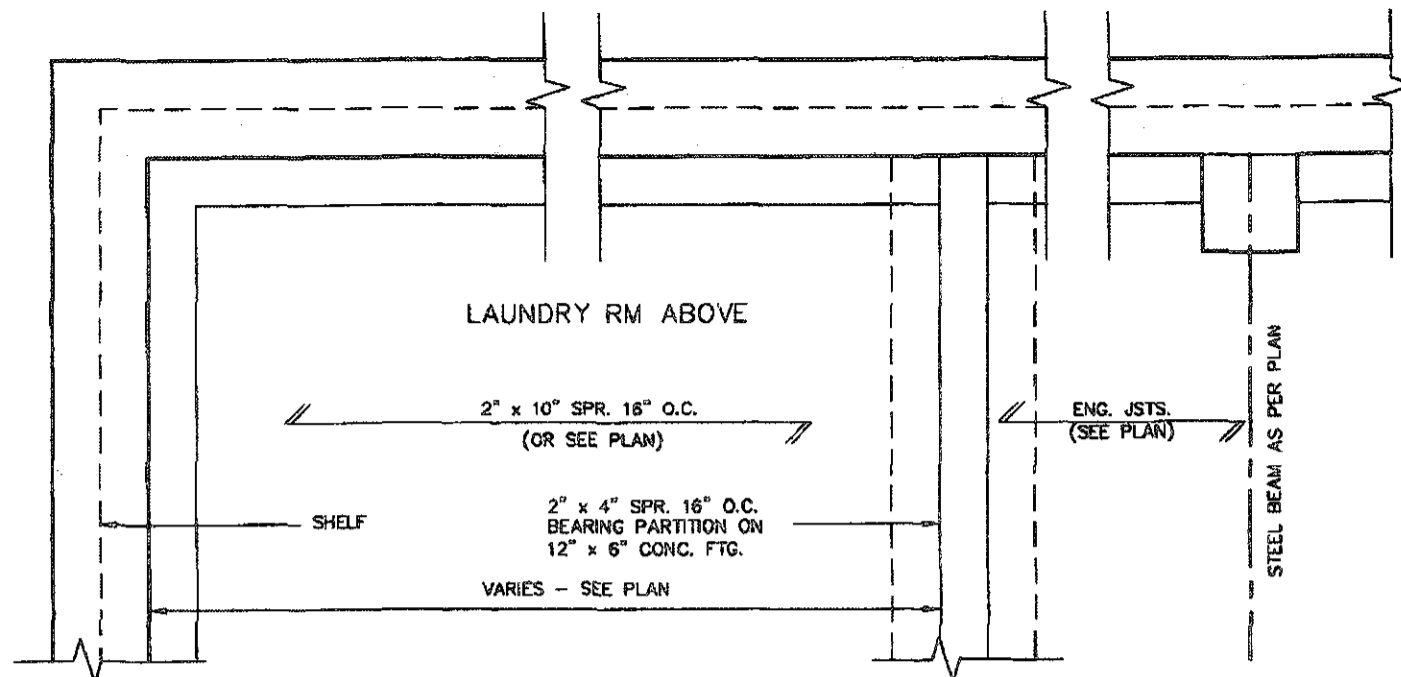 LAUNDRY RM ABOVE
2" x 10" SPR. 16" O.C.
(OR SEE PLAN)
ENG. JSTS.
(SEE PLAN)
STEEL BEAM AS PER PLAN
SHELF
2" x 4" SPR. 16" O.C.
BEARING PARTITION ON
12" x 6" CONC. FTG.
VARIES - SEE PLAN